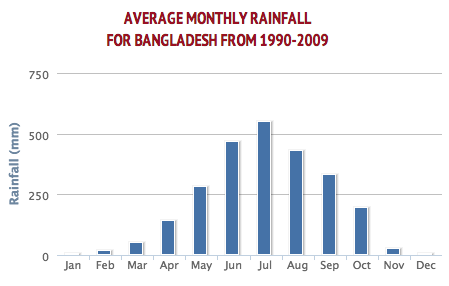 AVERAGE MONTHLY RAINFALL
FOR BANGLADESH FROM 1990-2009
Rainfall (mm)
750
500
250
0
Jan Feb Mar Apr May Jun Jul Aug Sep Oct Nov Dec